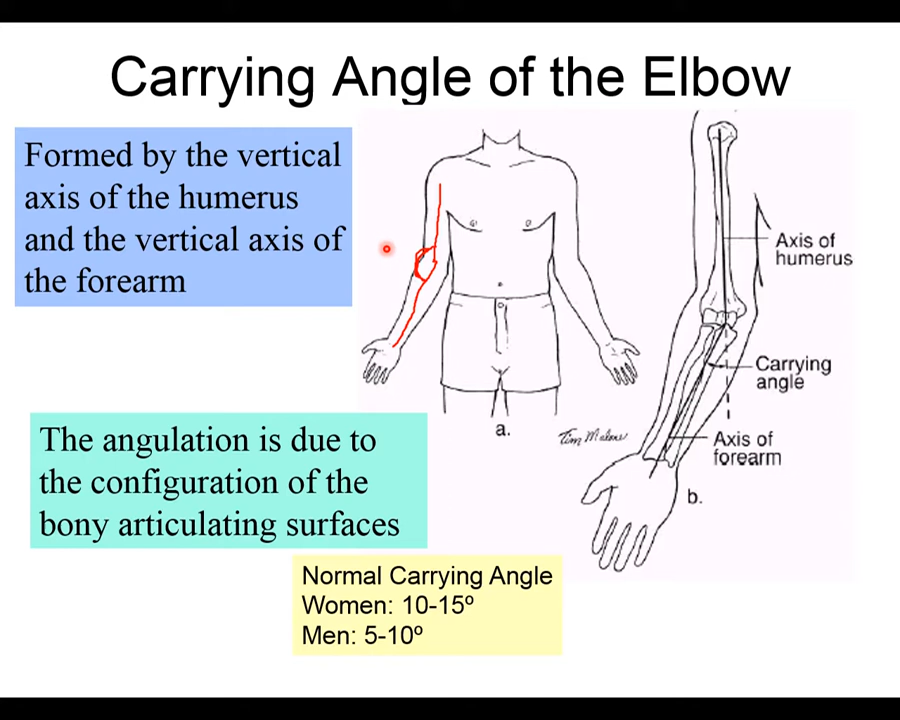 Carrying Angle of the Elbow
Formed by the vertical
axis of the humerus
and the vertical axis of
the forearm
The angulation is due to
the configuration of the
bony articulating surfaces
Normal Carrying Angle
Women: 10-15º
Men: 5-10º
a.
Tim Malone
Axis of
humerus
Carrying
angle
Axis of
forearm
b.